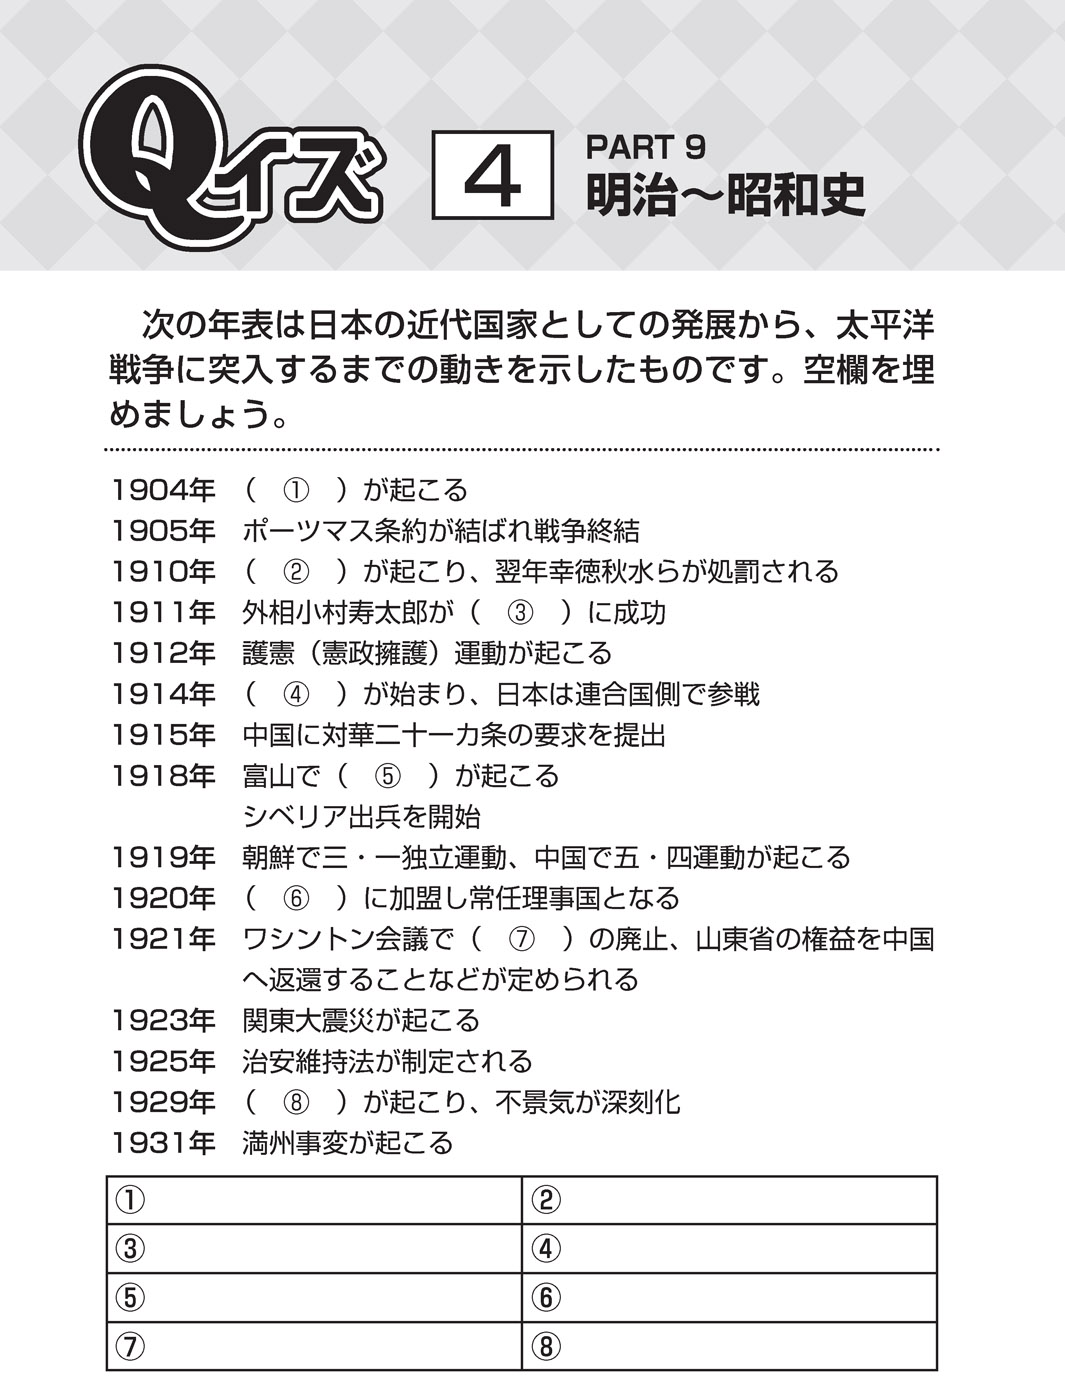 Qイズ 4 PART 9
明治〜昭和史
次の年表は日本の近代国家としての発展から、太平洋
戦争に突入するまでの動きを示したものです。空欄を埋
めましょう。
1904年 （ ① ）が起こる
1905年 ポーツマス条約が結ばれ戦争終結
1910年 （ ② ）が起こり、翌年幸徳秋水らが処罰される
1911年 外相小村寿太郎が（ ③ ）に成功
1912年 護憲（憲政擁護）運動が起こる
1914年 （ ④ ）が始まり、日本は連合国側で参戦
1915年 中国に対華二十一カ条の要求を提出
1918年 富山で（ ⑤ ）が起こる
シベリア出兵を開始
1919年 朝鮮で三・一独立運動、中国で五・四運動が起こる
1920年 （ ⑥ ）に加盟し常任理事国となる
1921年 ワシントン会議で（ ⑦ ）の廃止、山東省の権益を中国
へ返還することなどが定められる
1923年 関東大震災が起こる
1925年 治安維持法が制定される
1929年 （ ⑧ ）が起こり、不景気が深刻化
1931年 満州事変が起こる
① ②
③ ④
⑤ ⑥
⑦ ⑧